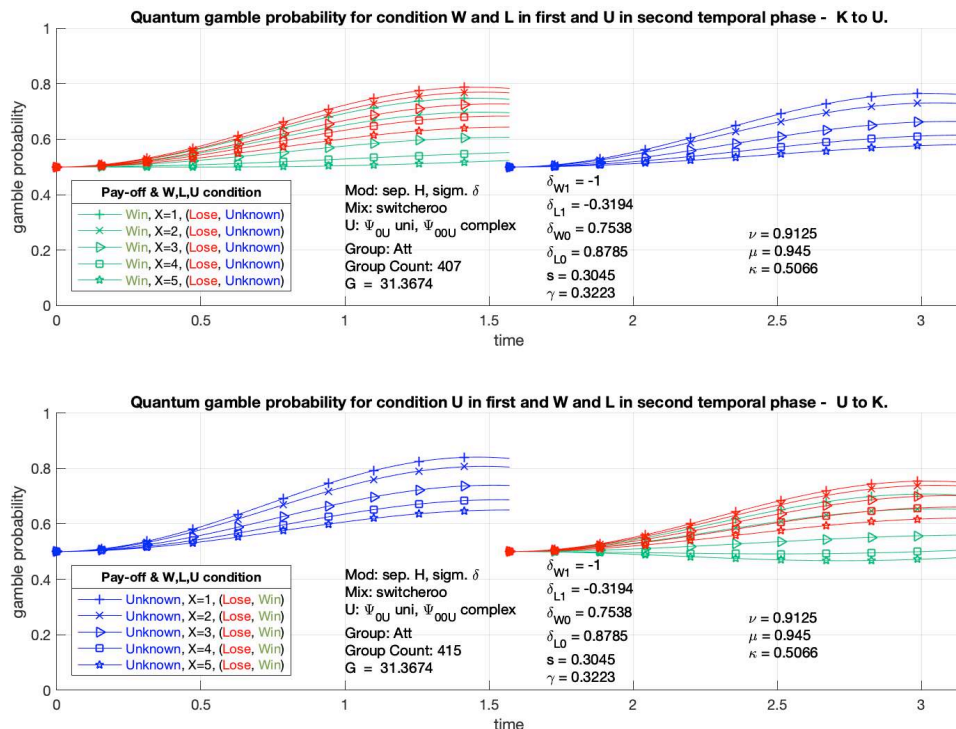 Quantum gamble probability for condition W and L in first and U in second temporal phase - K to U.
1
0.8
0.6
0.4
0.2
0
gamble probability
Pay-off & W,L,U condition
Win, X=1, (Lose, Unknown)
Win, X=2, (Lose, Unknown)
Win, X=3, (Lose, Unknown)
Win, X=4, (Lose, Unknown)
Win, X=5, (Lose, Unknown)
Mod: sep. H, sigm. δ
Mix: switcheroo
U: Ψ0U uni, Ψ00U complex
Group: Att
Group Count: 407
G = 31.3674
δW1 = -1
δL1 = -0.3194
δW0 = 0.7538
δL0 = 0.8785
s = 0.3045
γ = 0.3223
ν = 0.9125
μ = 0.945
κ = 0.5066
0 0.5 1 1.5 2 2.5 3
time
Quantum gamble probability for condition U in first and W and L in second temporal phase - U to K.
1
0.8
0.6
0.4
0.2
0
gamble probability
Pay-off & W,L,U condition
Unknown, X=1, (Lose, Win)
Unknown, X=2, (Lose, Win)
Unknown, X=3, (Lose, Win)
Unknown, X=4, (Lose, Win)
Unknown, X=5, (Lose, Win)
Mod: sep. H, sigm. δ
Mix: switcheroo
U: Ψ0U uni, Ψ00U complex
Group: Att
Group Count: 415
G = 31.3674
δW1 = -1
δL1 = -0.3194
δW0 = 0.7538
δL0 = 0.8785
s = 0.3045
γ = 0.3223
ν = 0.9125
μ = 0.945
κ = 0.5066
0 0.5 1 1.5 2 2.5 3
time